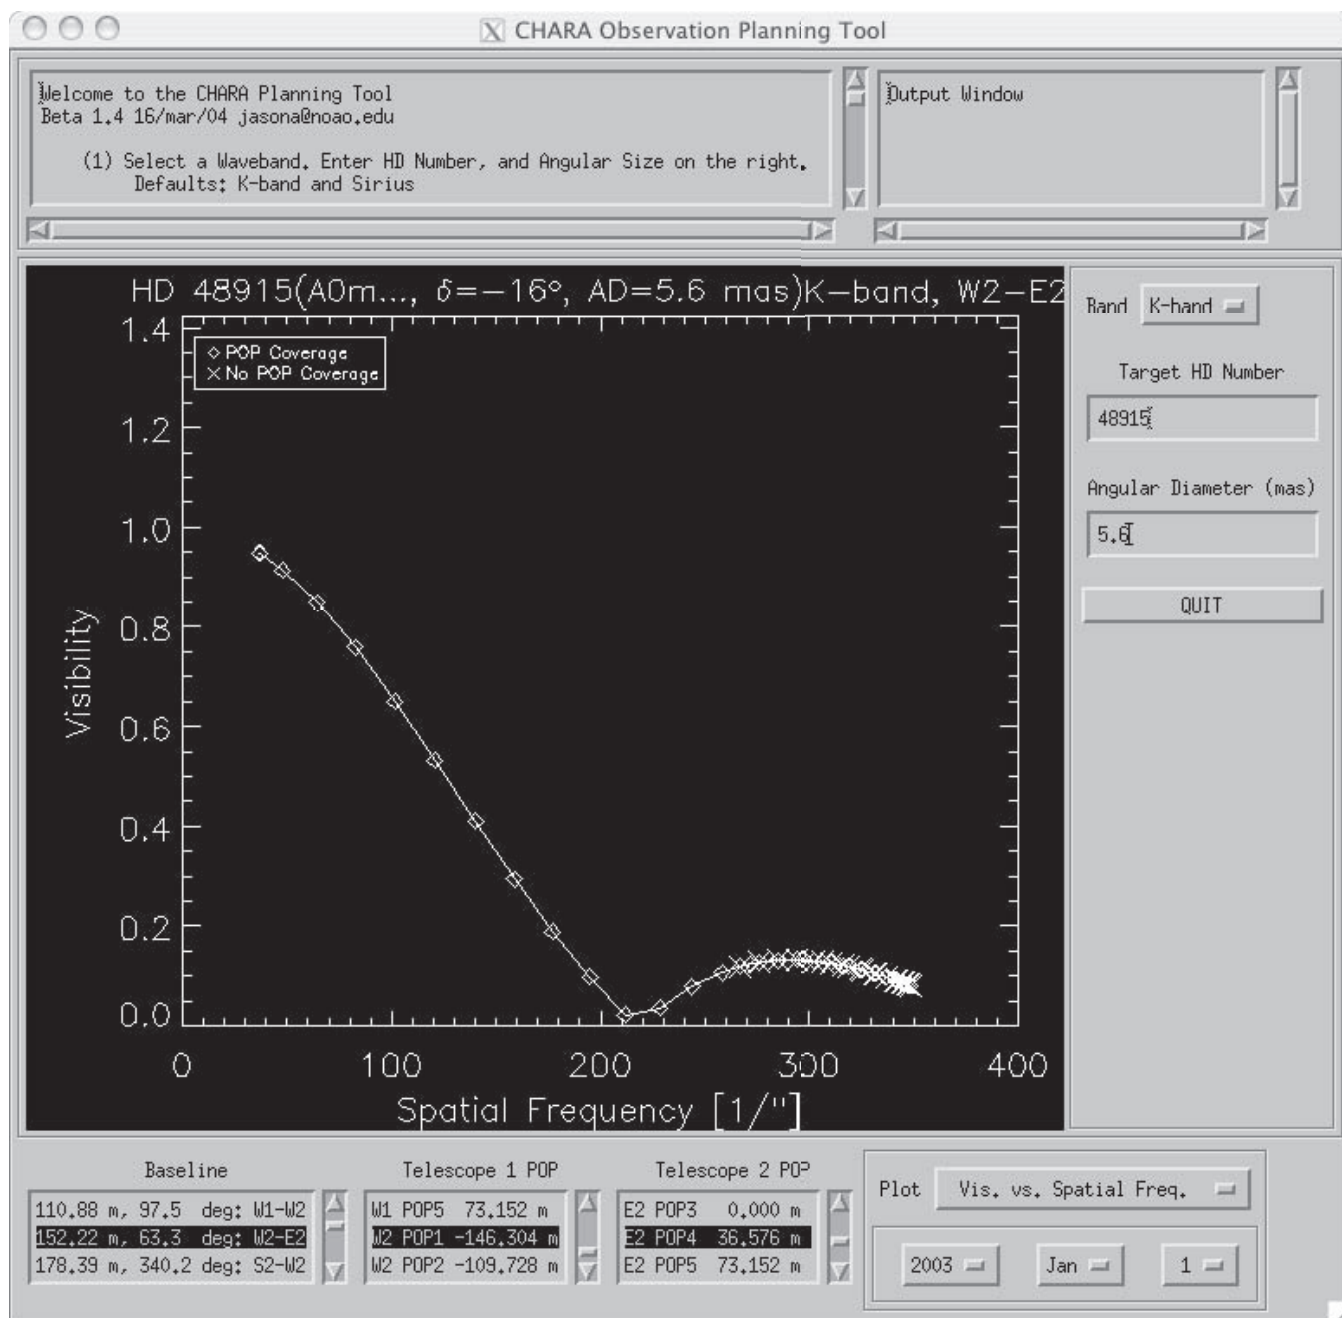 CHARA Observation Planning Tool
Welcome to the CHARA Planning Tool
Beta 1.4 16/mar/04 jasona@noao.edu
(1) Select a Waveband. Enter HD Number, and Angular Size on the right.
Defaults: K-band and Sirius
Output Window
HD 48915(A0m..., δ=-16º, AD=5.6 mas)K-band, W2-E2
POP Coverage
No POP Coverage
1.4
1.2
1.0
0.8
0.6
0.4
0.2
0.0
Visibility
0 100 200 300 400
Spatial Frequency [1/"]
Band K-band
Target HD Number
48915
Angular Diameter (mas)
5.6
QUIT
Baseline
110.88 m, 97.5 deg: W1-W2
152.22 m, 63.3 deg: W2-E2
178.39 m, 340.2 deg: S2-W2
Telescope 1 POP
W1 POP5 73.152 m
W2 POP1 -146.304 m
W2 POP2 -109.728 m
Telescope 2 POP
E2 POP3 0.000 m
E2 POP4 36.576 m
E2 POP5 73.152 m
Plot Vis. vs. Spatial Freq.
2003 Jan 1